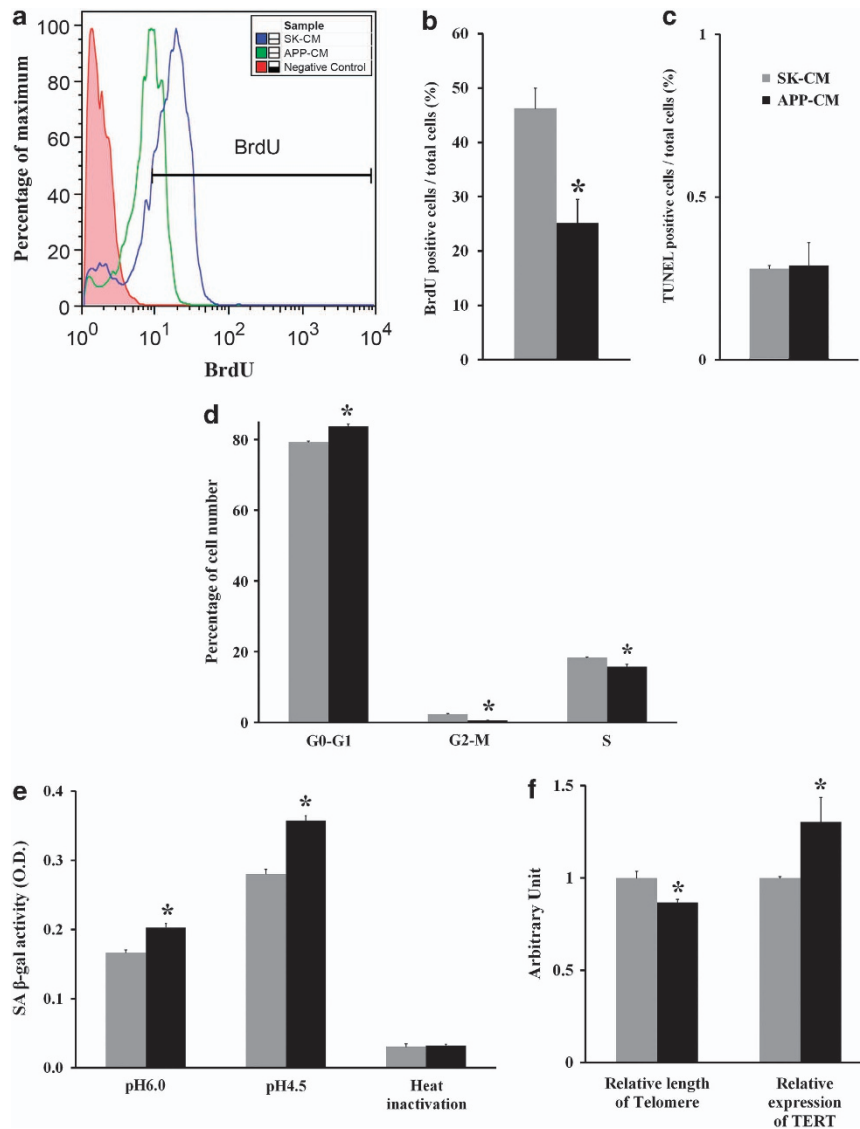 a
Percentage of maximum
100
80
60
40
20
0
Sample
SK-CM
APP-CM
Negative Control
BrdU
10^0
10^1
10^2
10^3
10^4
BrdU
b
BrdU positive cells / total cells (%)
60
50
40
30
20
10
0
*
c
TUNEL positive cells / total cells (%)
1
0.5
0
SK-CM
APP-CM
d
Percentage of cell number
80
60
40
20
0
*
*
*
G0-G1
G2-M
S
e
SA β-gal activity (O.D.)
0.4
0.3
0.2
0.1
0.0
*
*
pH6.0
pH4.5
Heat
inactivation
f
Arbitrary Unit
1.5
1
0.5
0
*
*
Relative length
of Telomere
Relative
expression
of TERT